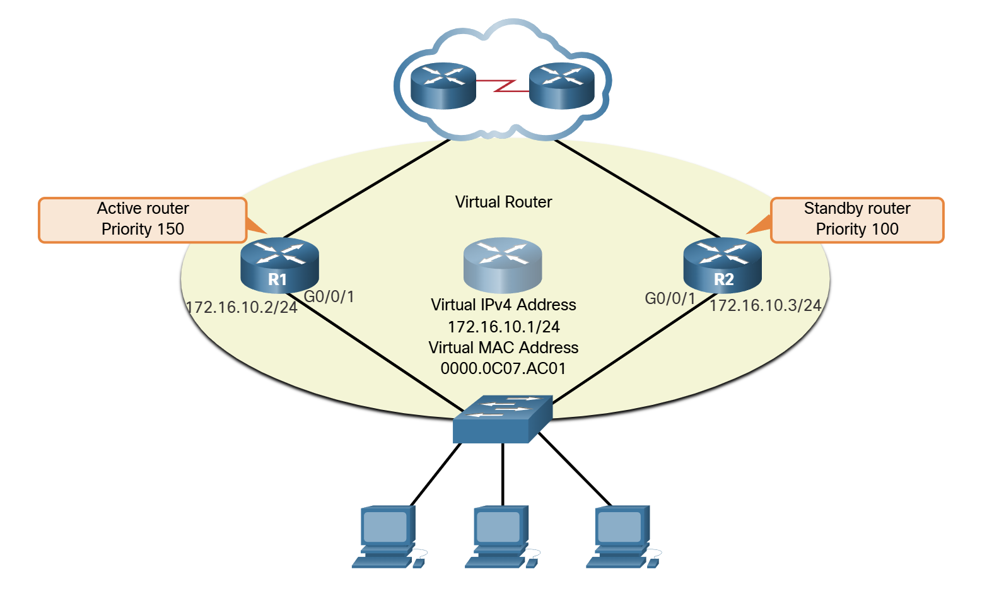 Active router
Priority 150
Virtual Router
Standby router
Priority 100
R1
R2
G0/0/1
172.16.10.2/24
G0/0/1
172.16.10.3/24
Virtual IPv4 Address
172.16.10.1/24
Virtual MAC Address
0000.0C07.AC01